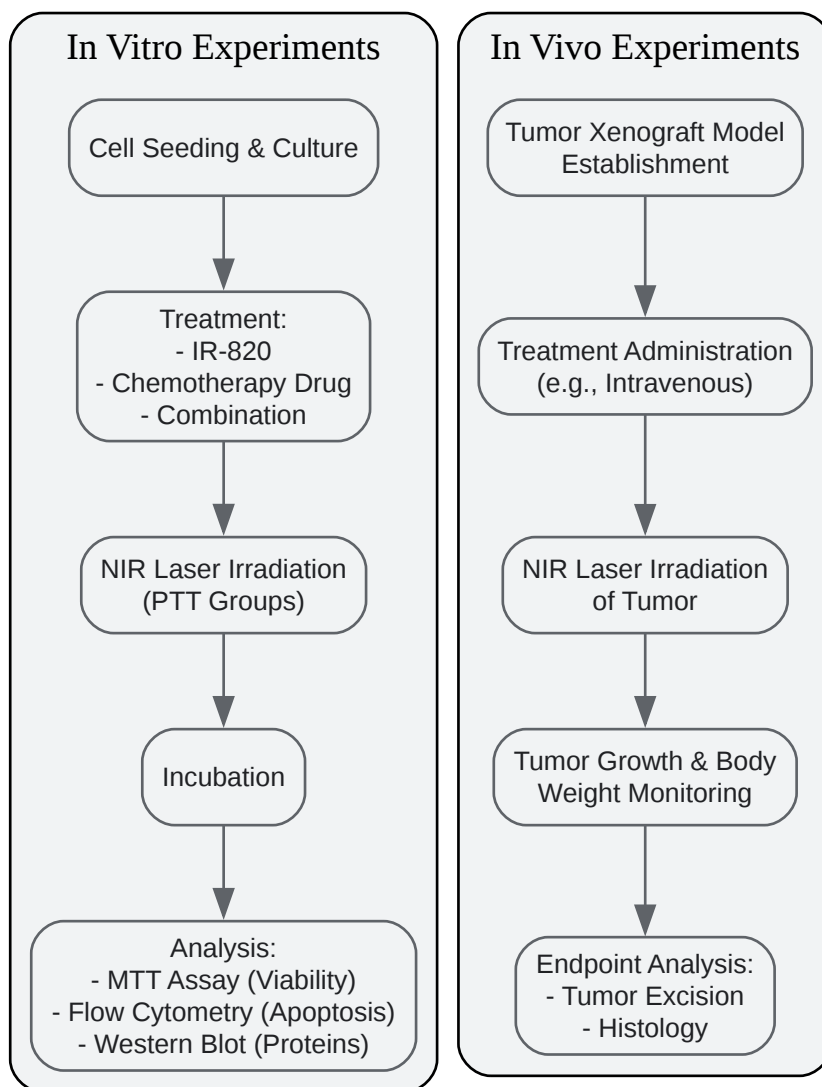 In Vitro Experiments
Cell Seeding & Culture
Treatment:
- IR-820
- Chemotherapy Drug
- Combination
NIR Laser Irradiation
(PTT Groups)
Incubation
Analysis:
- MTT Assay (Viability)
- Flow Cytometry (Apoptosis)
- Western Blot (Proteins)
In Vivo Experiments
Tumor Xenograft Model
Establishment
Treatment Administration
(e.g., Intravenous)
NIR Laser Irradiation
of Tumor
Tumor Growth & Body
Weight Monitoring
Endpoint Analysis:
- Tumor Excision
- Histology